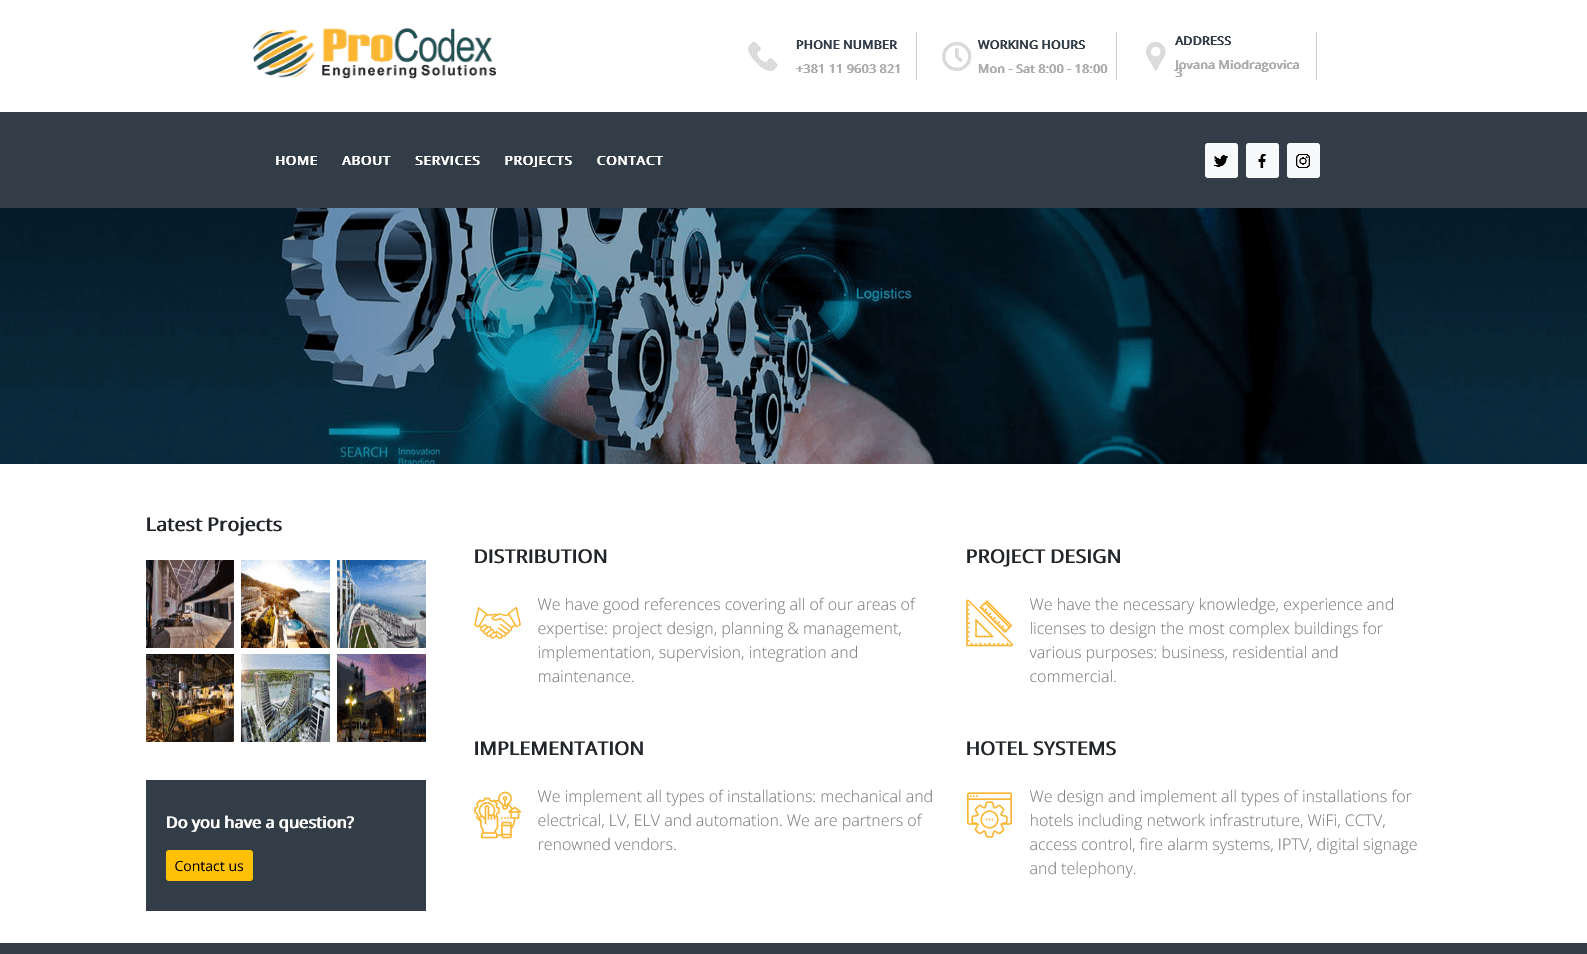 ProCodex
Engineering Solutions
PHONE NUMBER
+381 11 9603 821
WORKING HOURS
Mon - Sat 8:00 - 18:00
ADDRESS
Jovana Miodragovica
3
HOME ABOUT SERVICES PROJECTS CONTACT
Logistics
SEARCH
Innovation
Branding
Latest Projects
DISTRIBUTION
We have good references covering all of our areas of
expertise: project design, planning & management,
implementation, supervision, integration and
maintenance.
PROJECT DESIGN
We have the necessary knowledge, experience and
licenses to design the most complex buildings for
various purposes: business, residential and
commercial.
IMPLEMENTATION
We implement all types of installations: mechanical and
electrical, LV, ELV and automation. We are partners of
renowned vendors.
HOTEL SYSTEMS
We design and implement all types of installations for
hotels including network infrastruture, WiFi, CCTV,
access control, fire alarm systems, IPTV, digital signage
and telephony.
Do you have a question?
Contact us